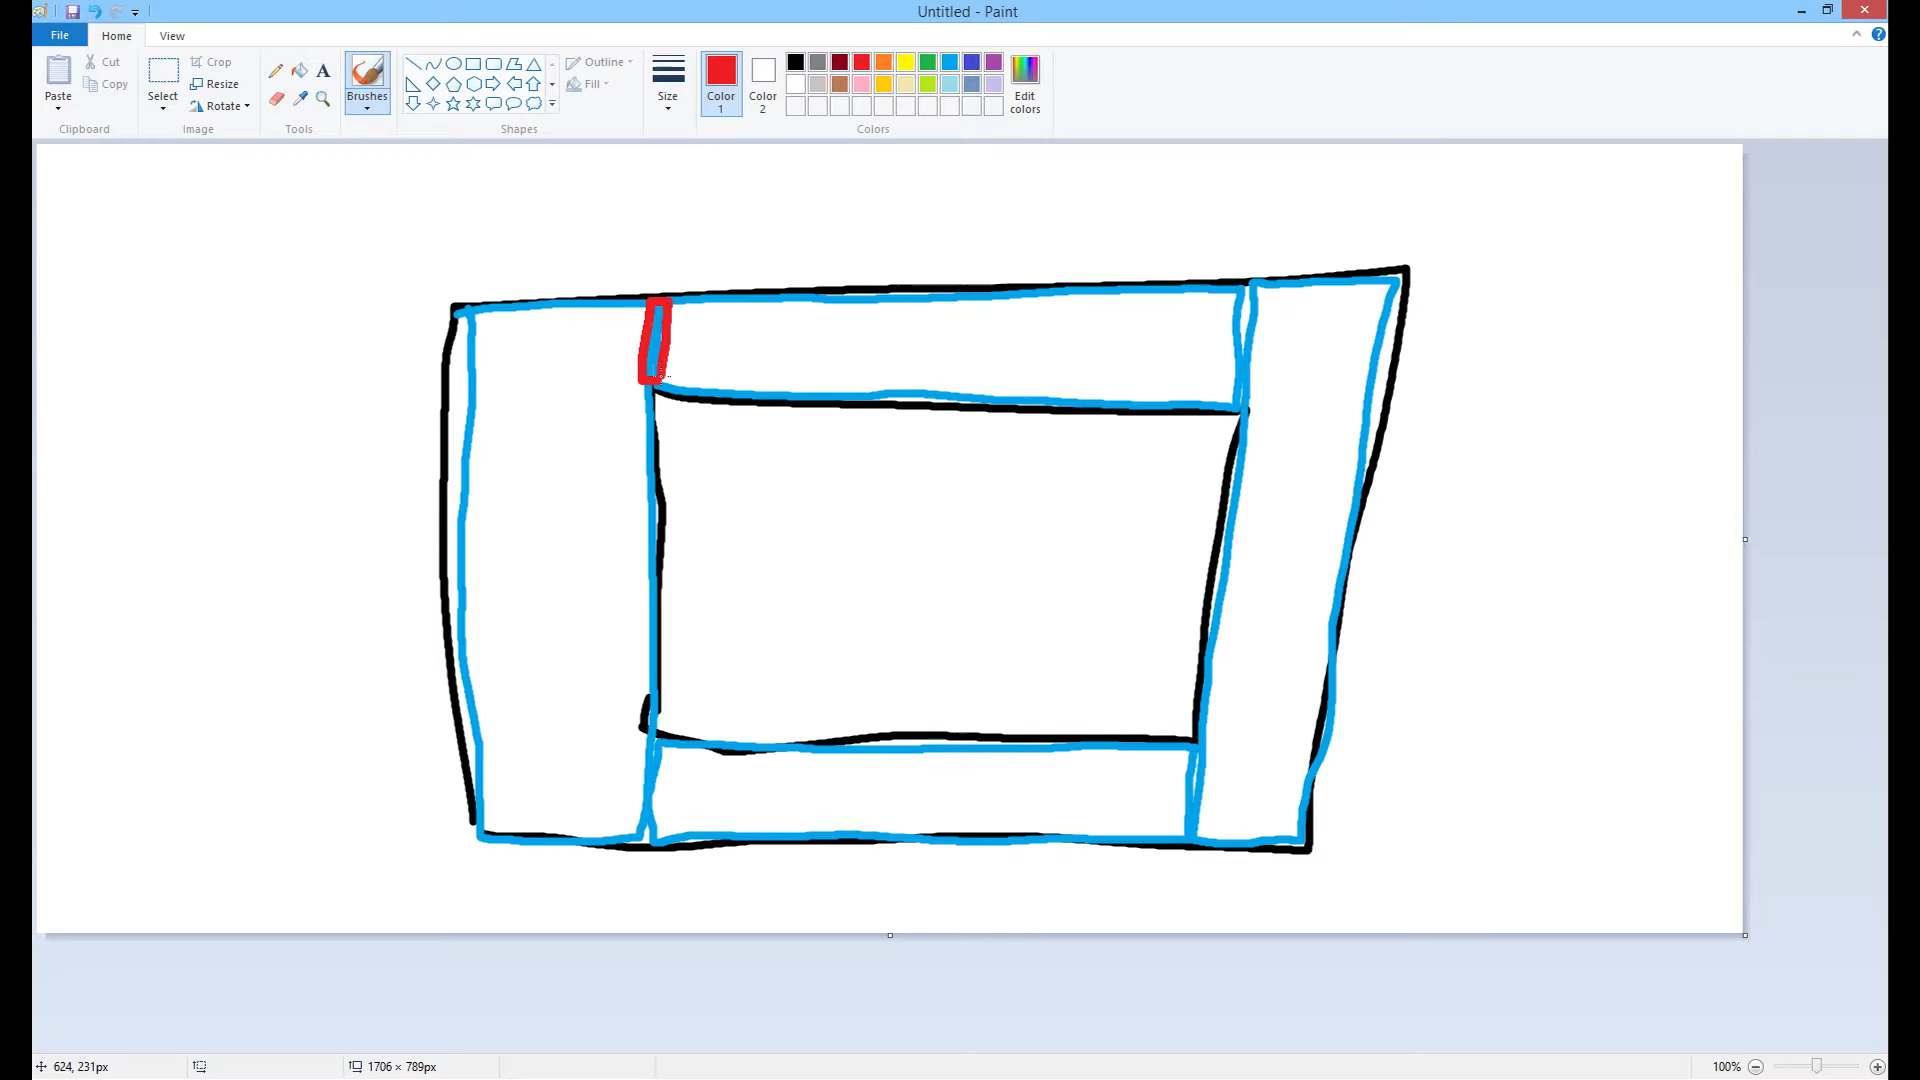 Untitled - Paint
File Home View
Paste
Cut
Copy
Clipboard
Select
Crop
Resize
Rotate
Image
A
Tools
Brushes
Outline
Fill
Shapes
Size
Color 1
Color 2
Edit colors
Colors
624, 231px
1706 × 789px
100%